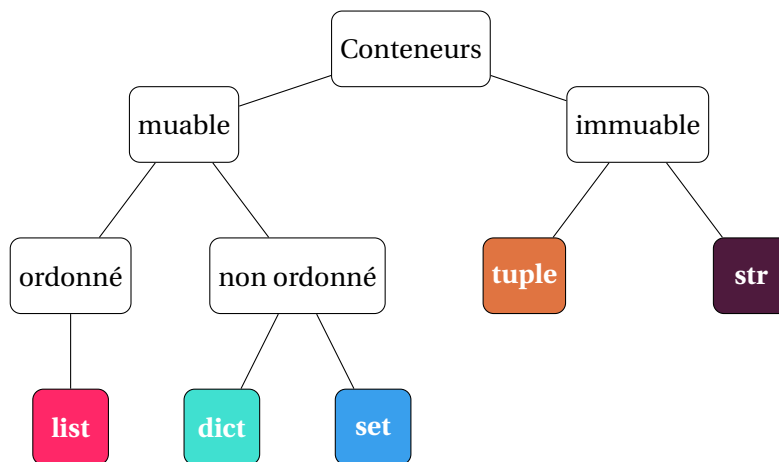 Conteneurs
muable
immuable
ordonné
non ordonné
tuple
str
list
dict
set